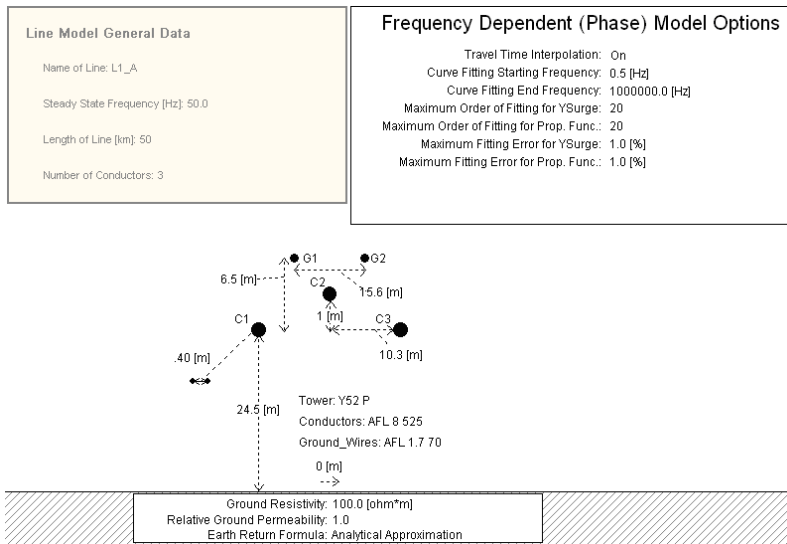 Line Model General Data
Name of Line: L1_A
Steady State Frequency [Hz]: 50.0
Length of Line [km]: 50
Number of Conductors: 3
Frequency Dependent (Phase) Model Options
Travel Time Interpolation: On
Curve Fitting Starting Frequency: 0.5 [Hz]
Curve Fitting End Frequency: 1000000.0 [Hz]
Maximum Order of Fitting for YSurge: 20
Maximum Order of Fitting for Prop. Func.: 20
Maximum Fitting Error for YSurge: 1.0 [%]
Maximum Fitting Error for Prop. Func.: 1.0 [%]
G1
G2
6.5 [m]
C2
15.6 [m]
C1
1 [m]
C3
.40 [m]
10.3 [m]
24.5 [m]
Tower: Y52 P
Conductors: AFL 8 525
Ground_Wires: AFL 1.7 70
0 [m]
Ground Resistivity: 100.0 [ohm*m]
Relative Ground Permeability: 1.0
Earth Return Formula: Analytical Approximation